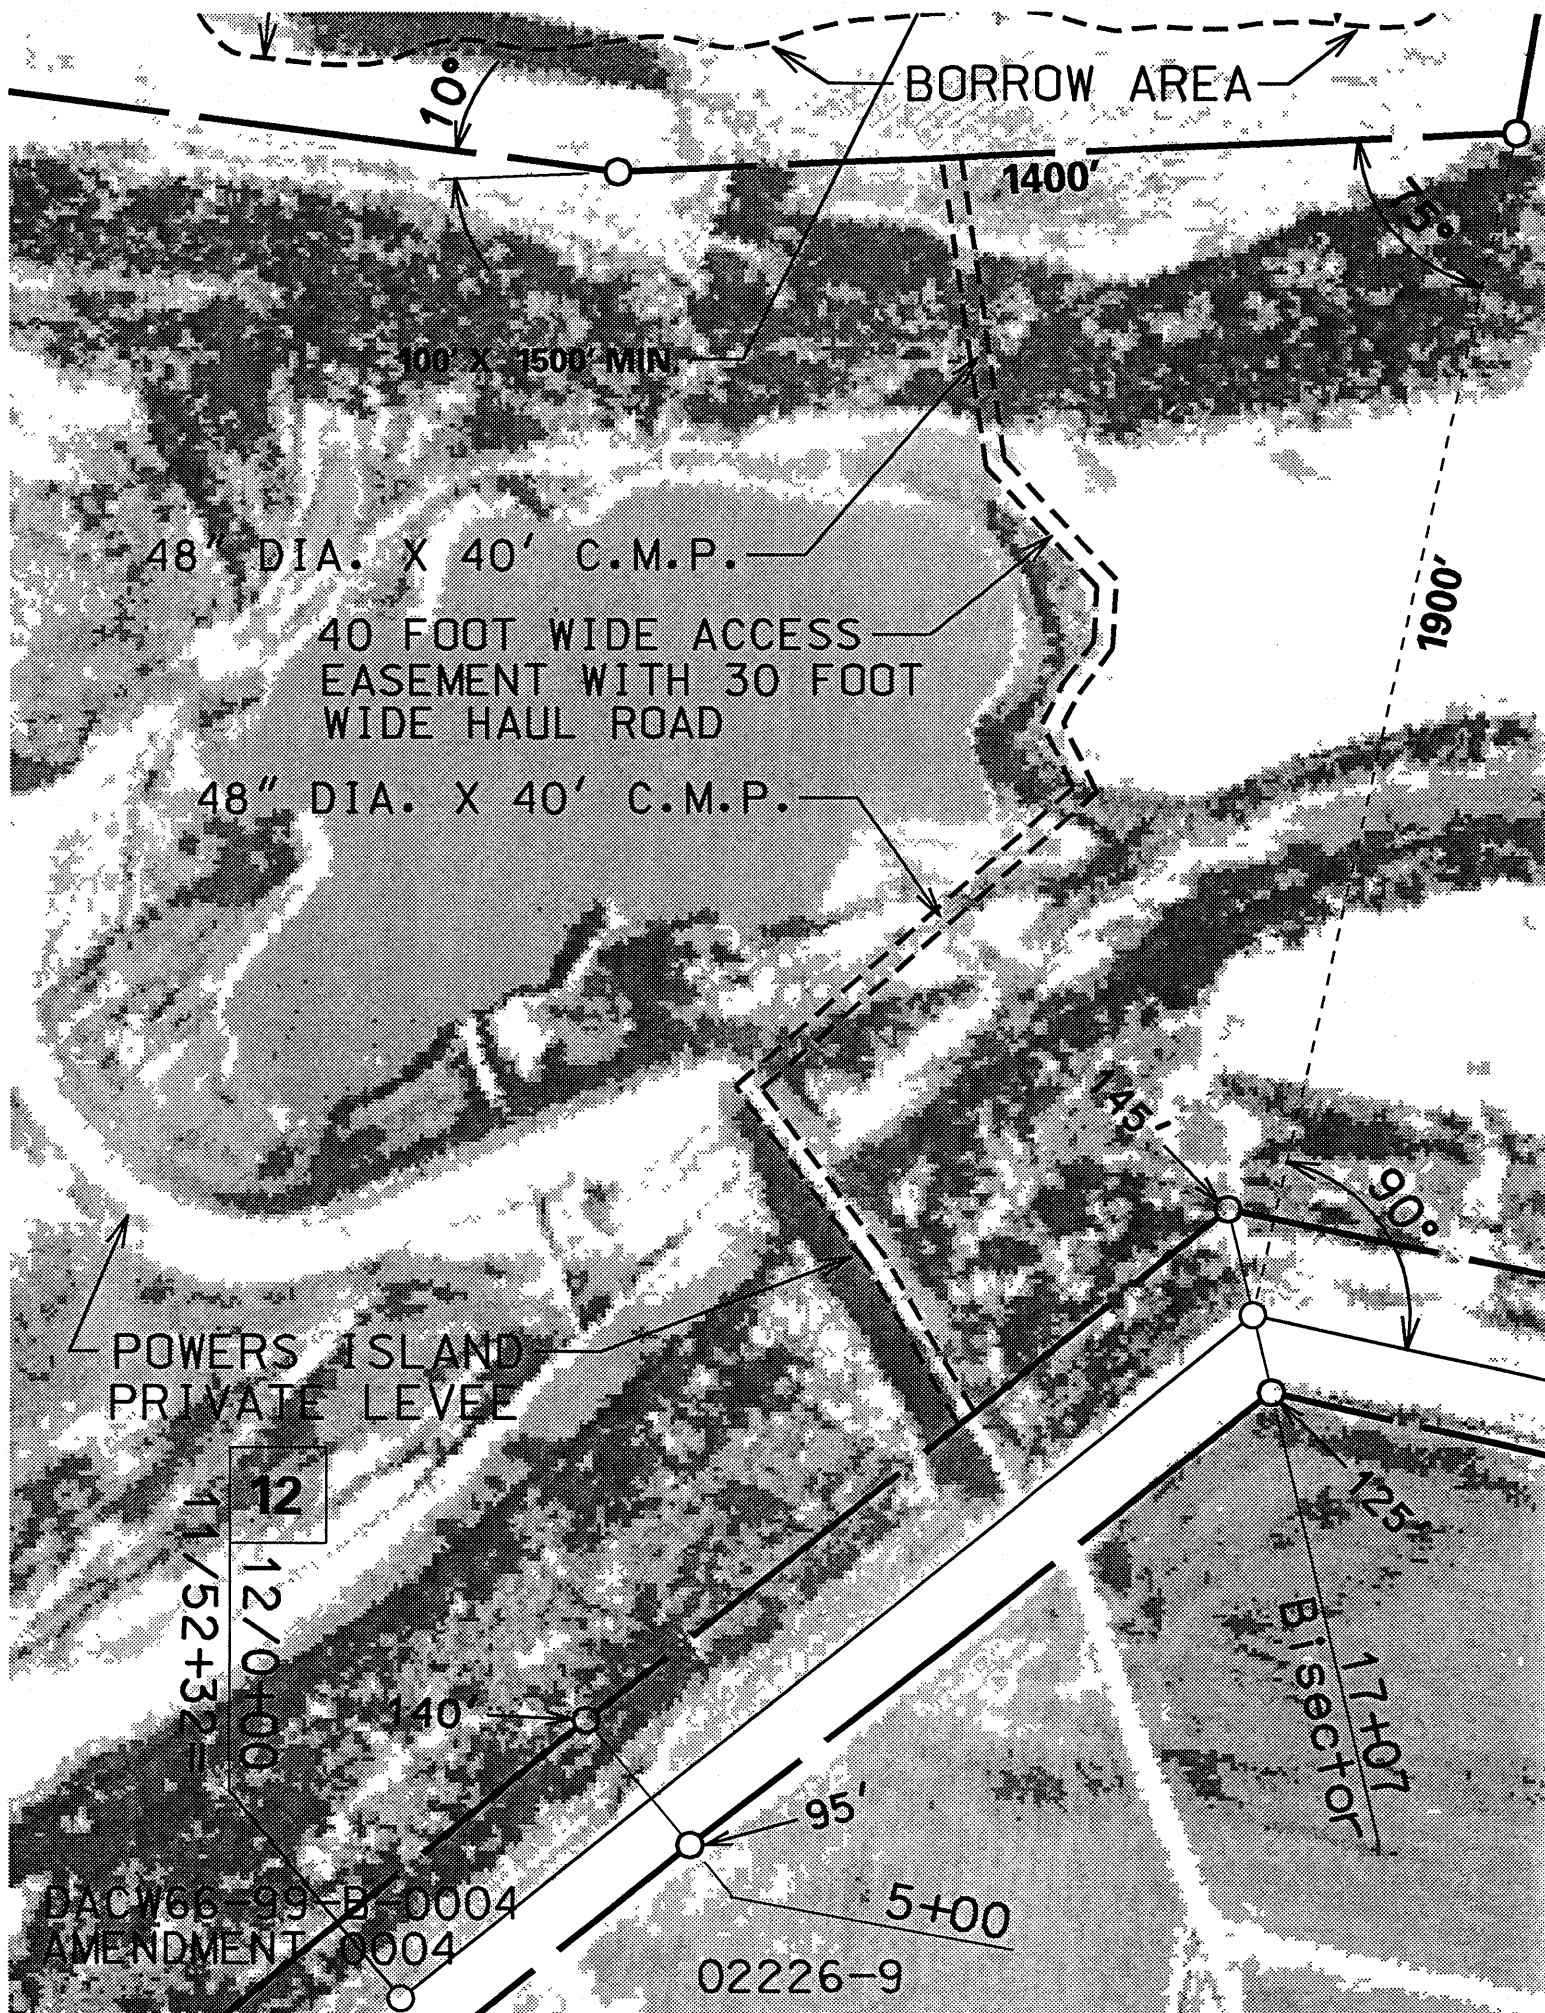 BORROW AREA
10°
1400'
75°
100' X 1500' MIN.
48" DIA. X 40' C.M.P.
40 FOOT WIDE ACCESS
EASEMENT WITH 30 FOOT
WIDE HAUL ROAD
1900'
48" DIA. X 40' C.M.P.
145'
90°
POWERS ISLAND
PRIVATE LEVEE
12
11/52+32=
12/0+00
125'
17+07
Bisector
140'
95'
5+00
DACW66-99-B-0004
AMENDMENT 0004
02226-9